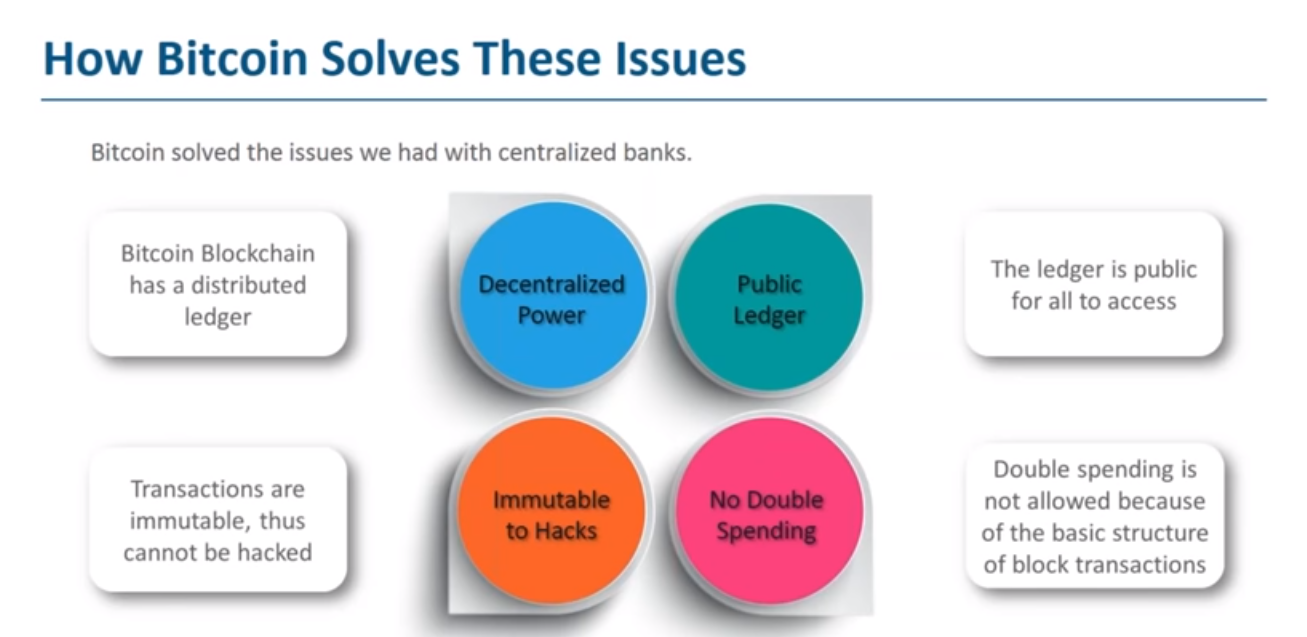 How Bitcoin Solves These Issues
Bitcoin solved the issues we had with centralized banks.
Bitcoin Blockchain
has a distributed
ledger
Decentralized
Power
Public
Ledger
The ledger is public
for all to access
Transactions are
immutable, thus
cannot be hacked
Immutable
to Hacks
No Double
Spending
Double spending is
not allowed because
of the basic structure
of block transactions